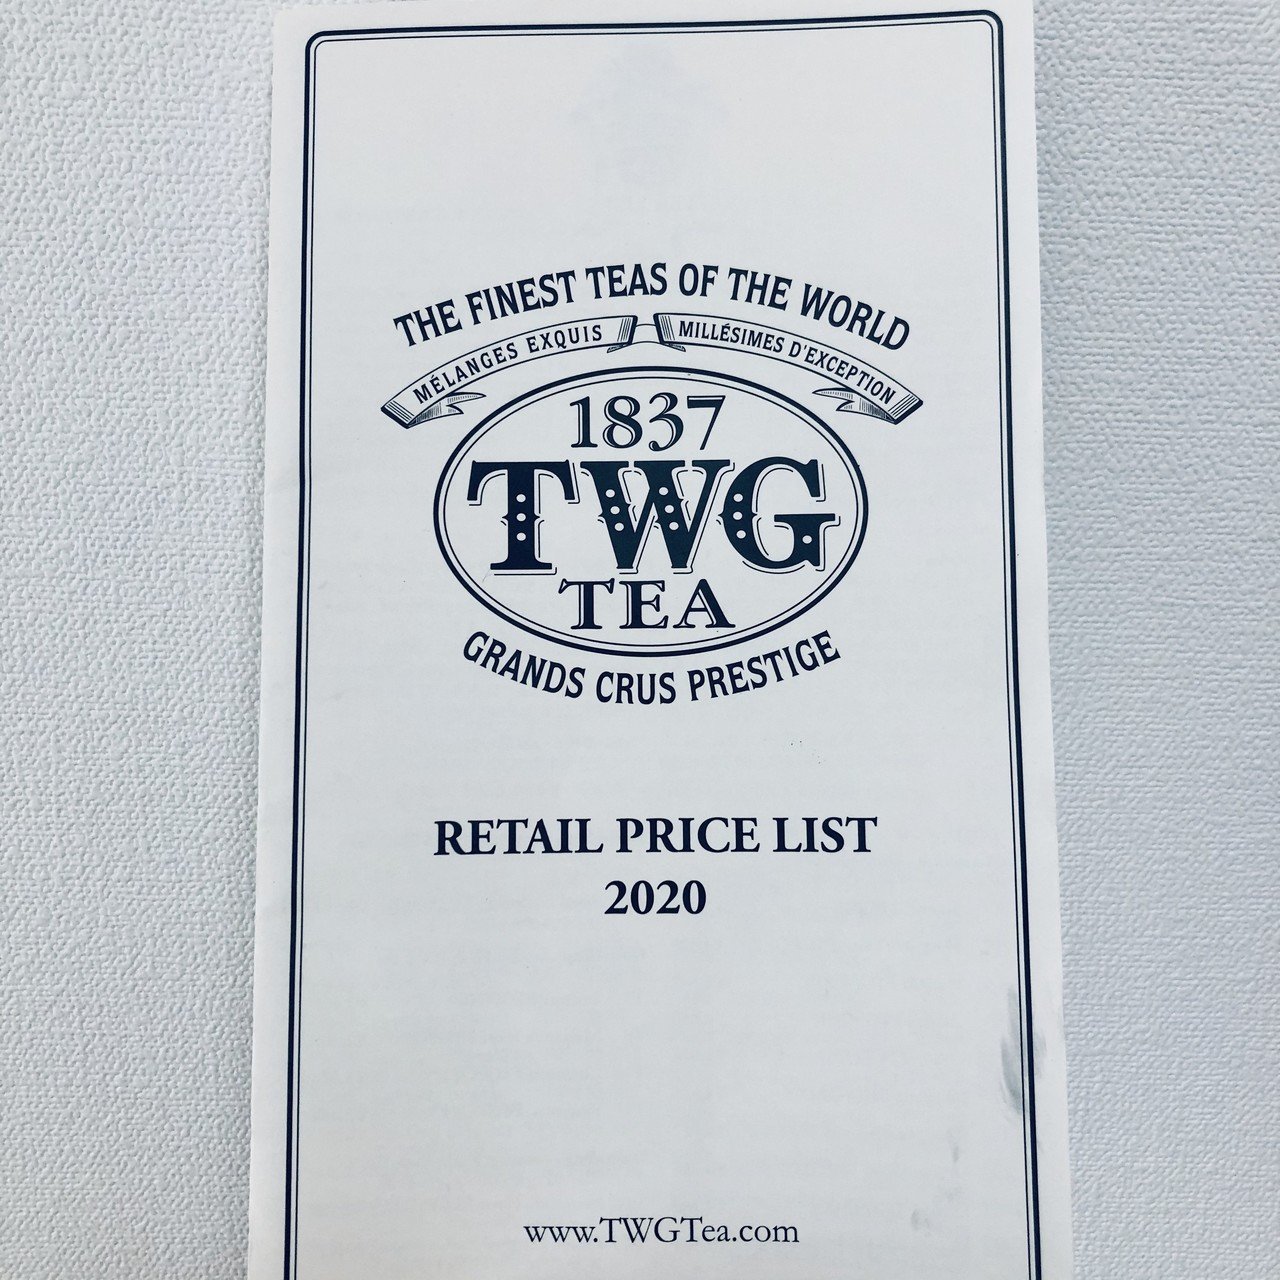 THE FINEST TEAS OF THE WORLD
MÉLANGES EXQUIS MILLÉSIMES D'EXCEPTION
1837
TWG
TEA
GRANDS CRUS PRESTIGE
RETAIL PRICE LIST
2020
www.TWGTea.com